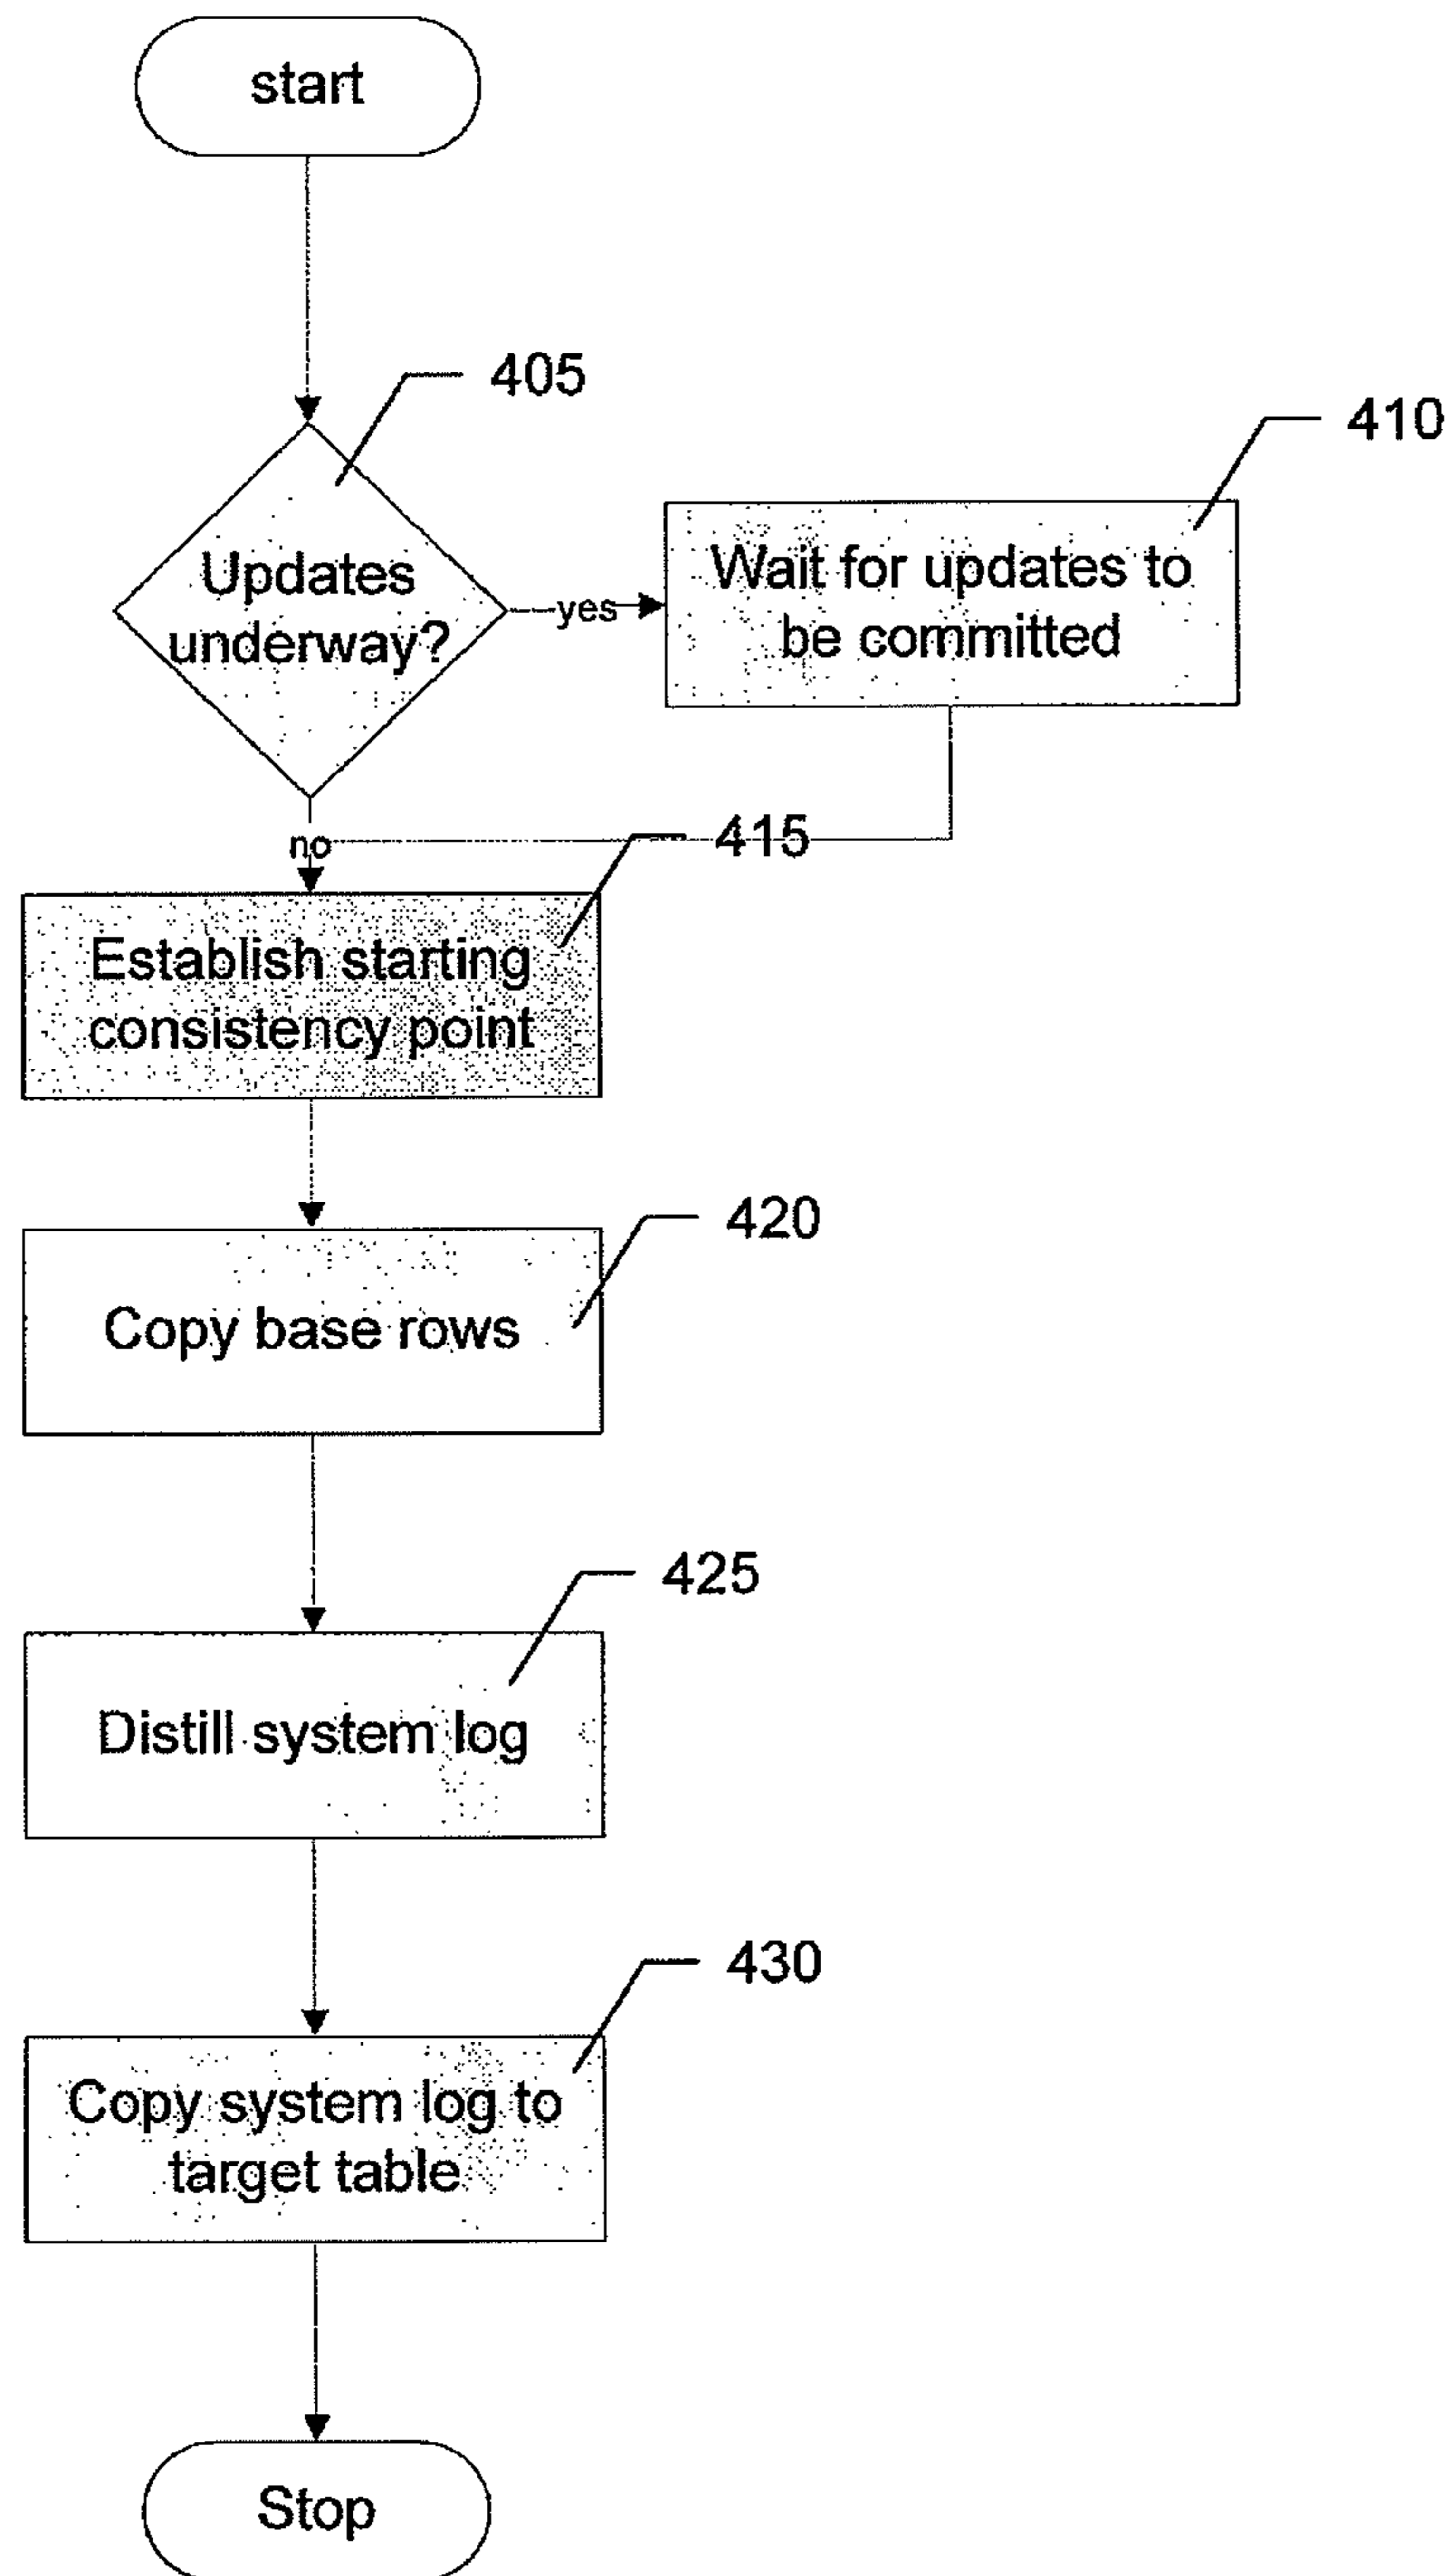 start
405
410
Updates
underway?
yes
Wait for updates to
be committed
no
415
Establish starting
consistency point
420
Copy base rows
425
Distill system log
430
Copy system log to
target table
Stop